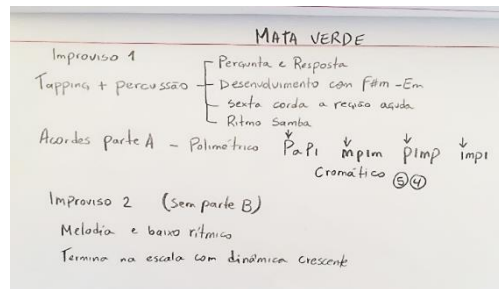 MATA VERDE
Improviso 1
Pergunta e Resposta
Tapping + percussão - Desenvolvimento com F#m - Em
Sexta corda a região aguda
Ritmo Samba
Acordes parte A - Polimétrico PaPi mpim pimp impi
Cromático ⑤④
Improviso 2 (sem parte B)
Melodia e baixo rítmico
Termina na escala com dinâmica crescente